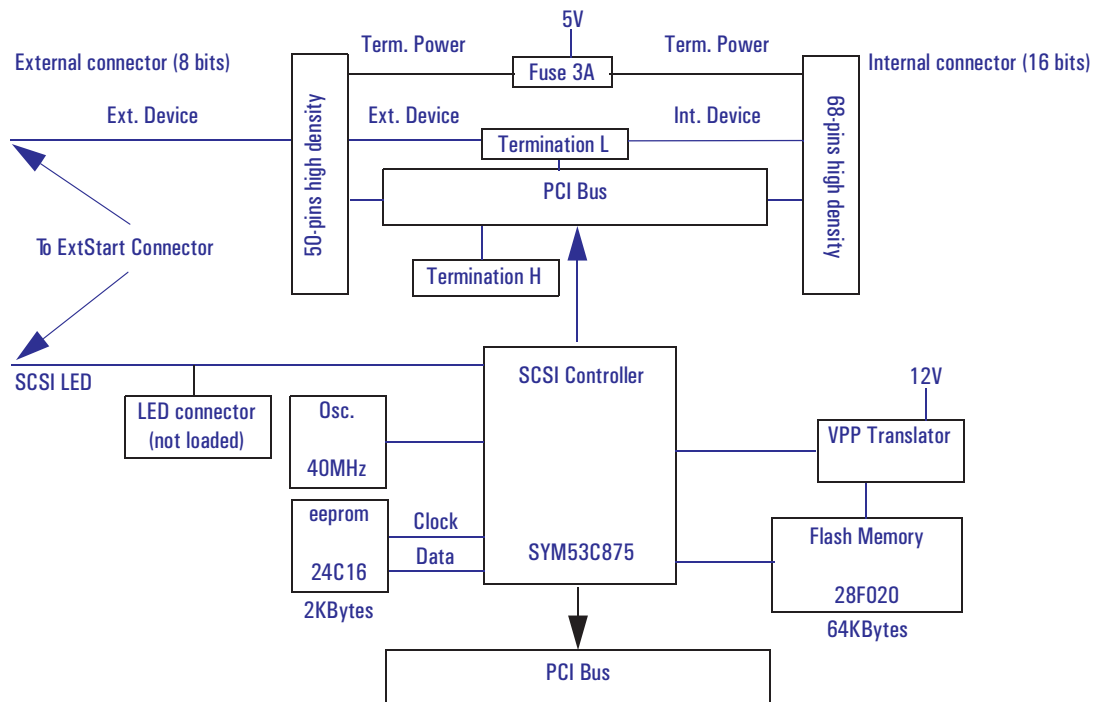 5V
Term. Power
Term. Power
External connector (8 bits)
Fuse 3A
Internal connector (16 bits)
Ext. Device
Ext. Device
Int. Device
50-pins high density
Termination L
68-pins high density
PCI Bus
To ExtStart Connector
Termination H
SCSI LED
SCSI Controller
12V
LED connector
(not loaded)
Osc.
40MHz
VPP Translator
eeprom
24C16
Clock
Data
2KBytes
SYM53C875
Flash Memory
28F020
64KBytes
PCI Bus